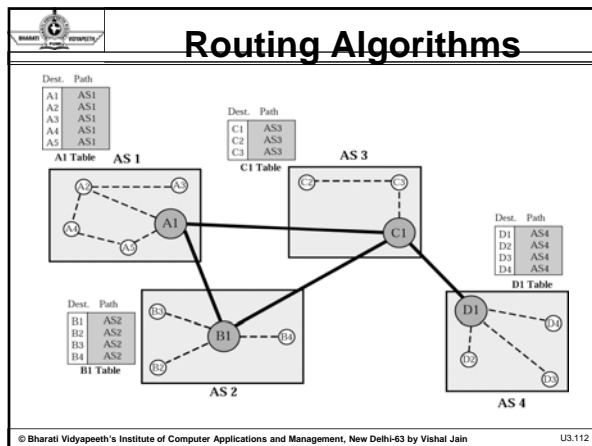 BHARATI VIDYAPEETH
PUNE
Routing Algorithms
Dest. Path
A1 AS1
A2 AS1
A3 AS1
A4 AS1
A5 AS1
A1 Table
AS 1
A2
A3
A4
A5
A1
Dest. Path
C1 AS3
C2 AS3
C3 AS3
C1 Table
AS 3
C2
C3
C1
Dest. Path
D1 AS4
D2 AS4
D3 AS4
D4 AS4
D1 Table
D1
D4
D2
D3
AS 4
Dest. Path
B1 AS2
B2 AS2
B3 AS2
B4 AS2
B1 Table
B3
B1
B4
B2
AS 2
© Bharati Vidyapeeth's Institute of Computer Applications and Management, New Delhi-63 by Vishal Jain
U3.112